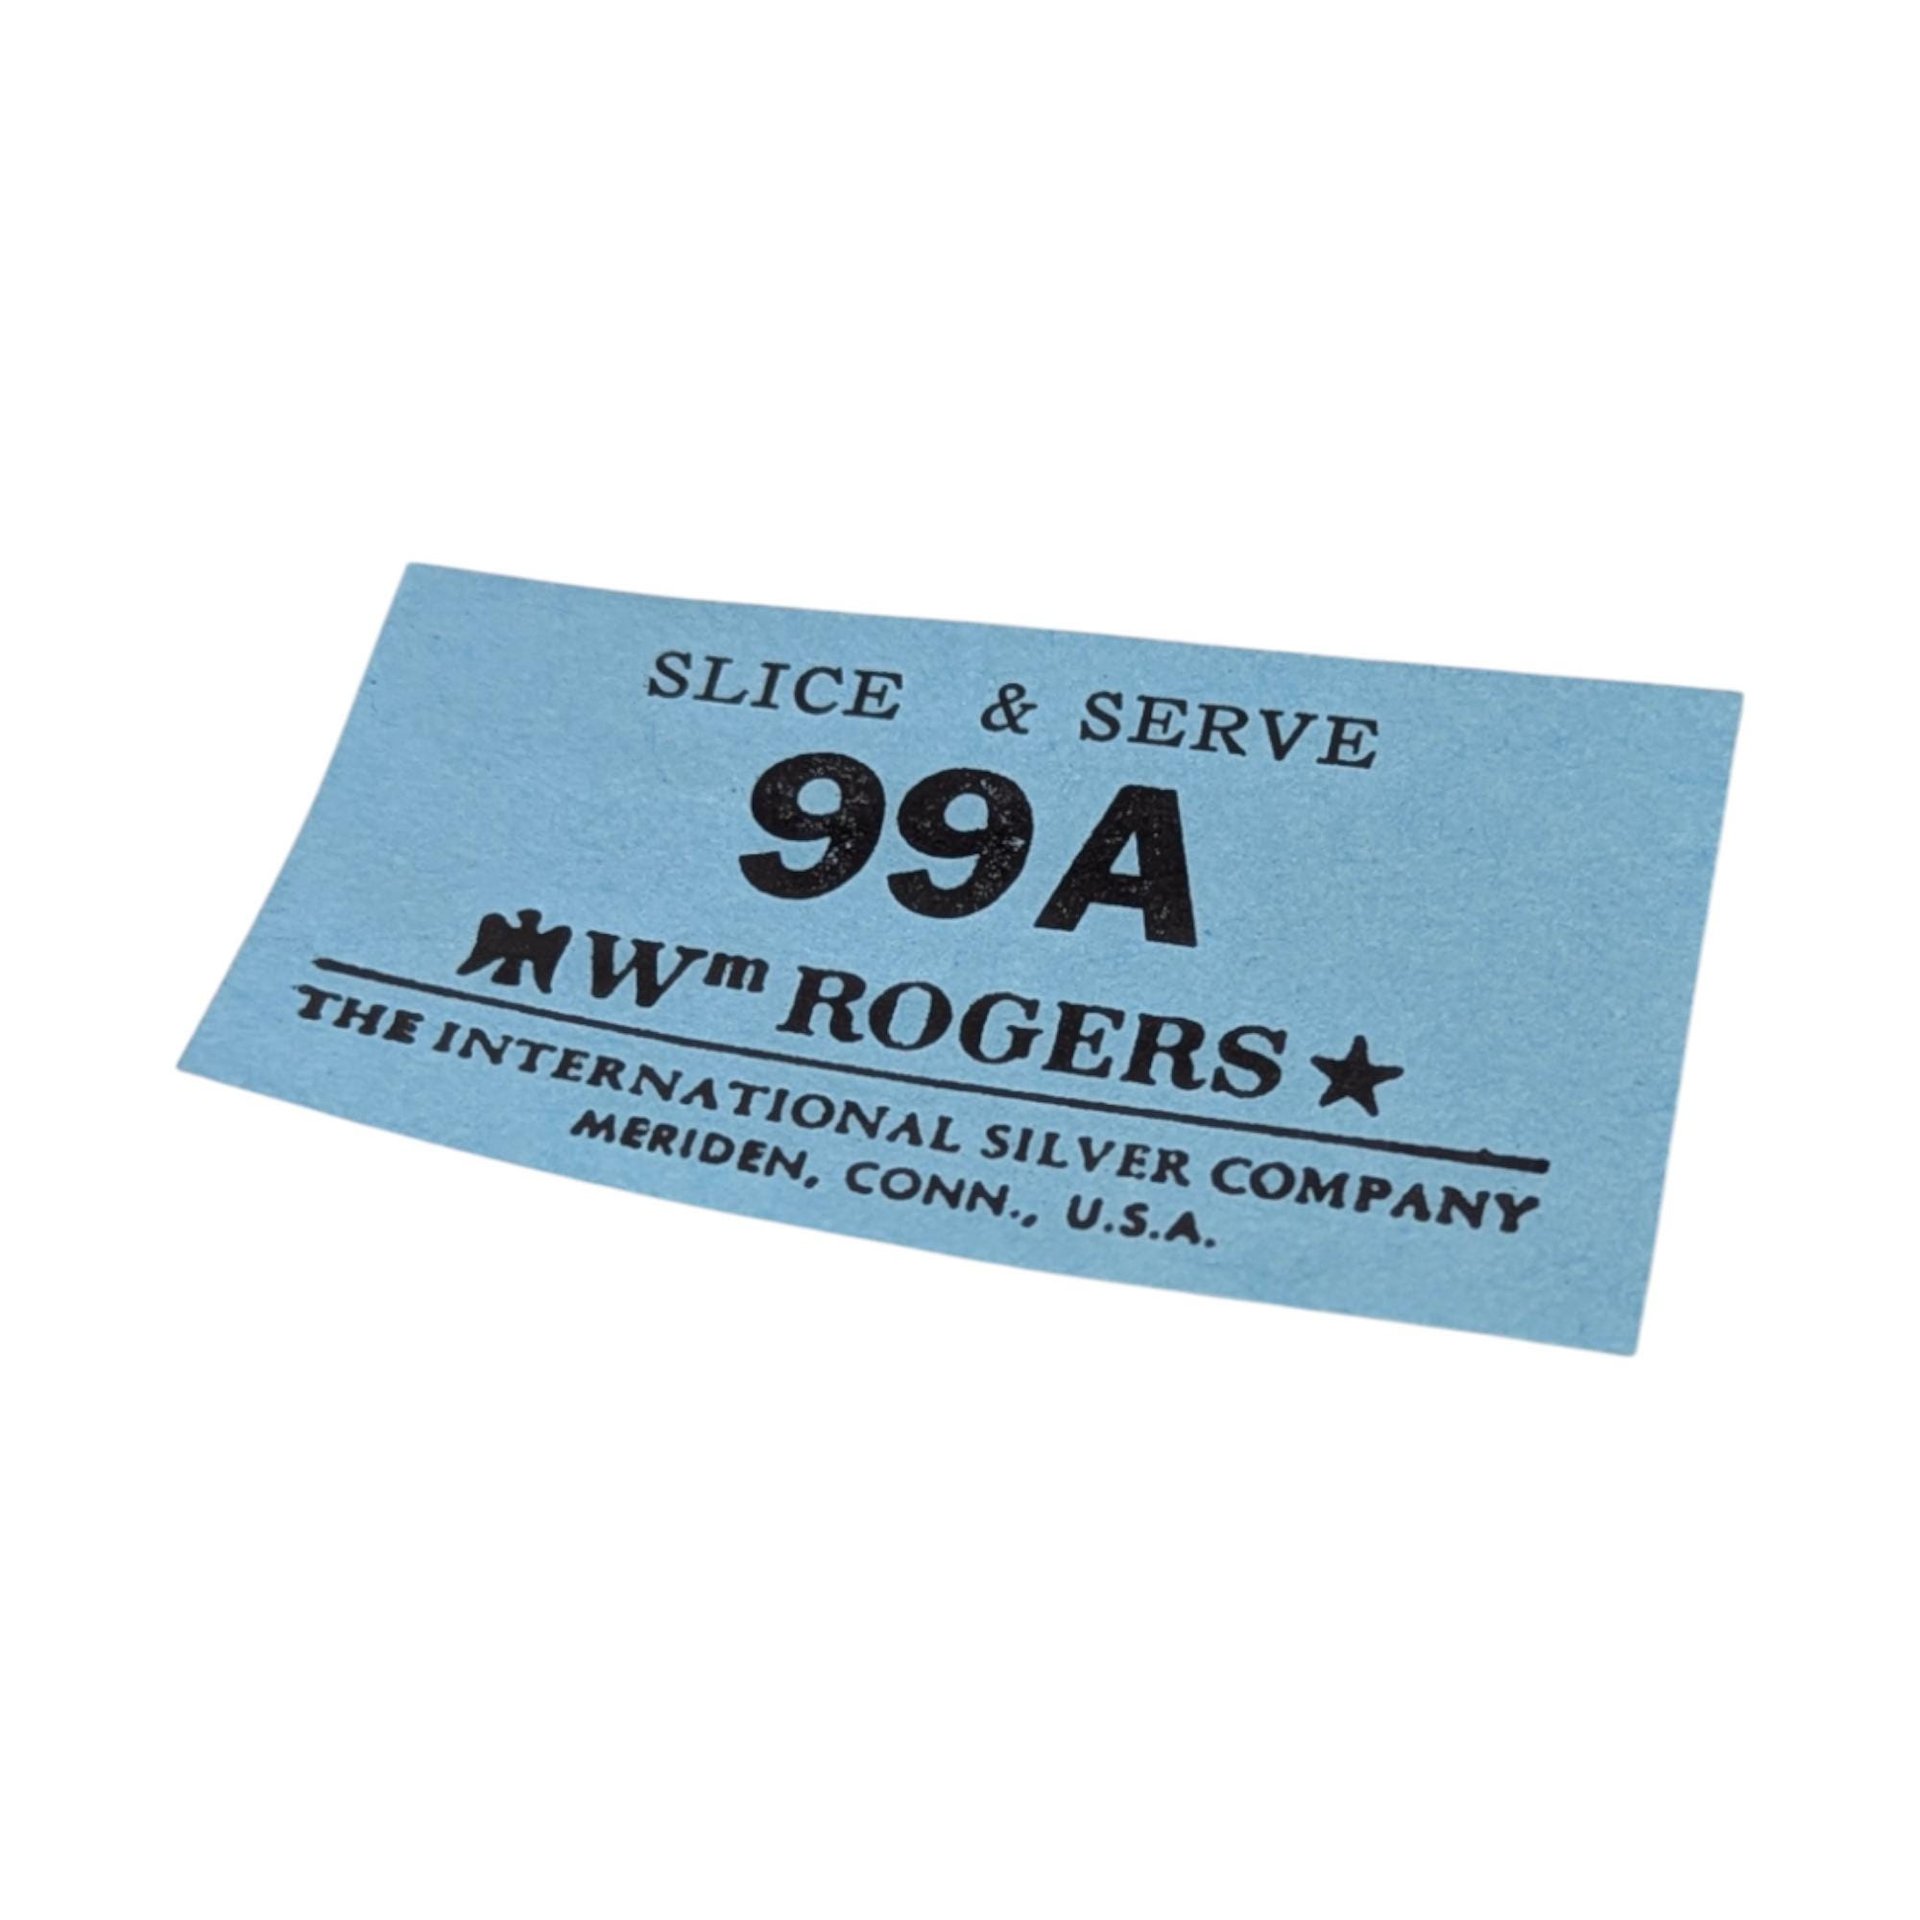 SLICE & SERVE
99A
Wm ROGERS ★
THE INTERNATIONAL SILVER COMPANY
MERIDEN, CONN., U.S.A.